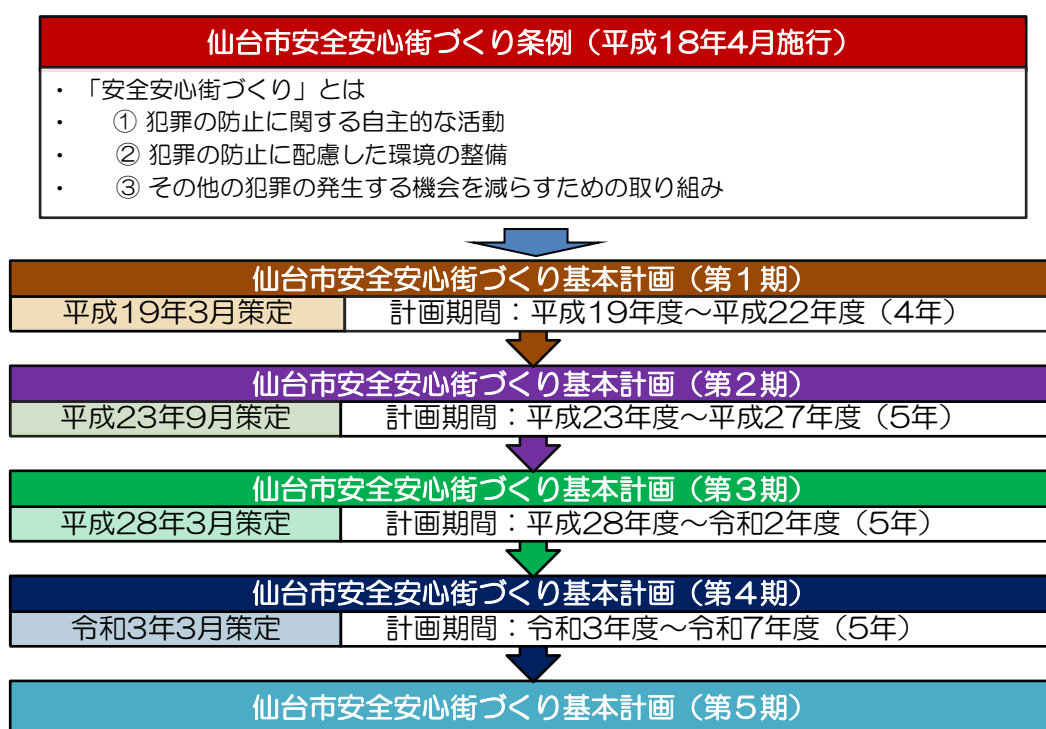 仙台市安全安心街づくり条例（平成18年4月施行）
・ 「安全安心街づくり」とは
・ ① 犯罪の防止に関する自主的な活動
・ ② 犯罪の防止に配慮した環境の整備
・ ③ その他の犯罪の発生する機会を減らすための取り組み
仙台市安全安心街づくり基本計画（第１期）
平成19年3月策定 計画期間：平成19年度～平成22年度（4年）
仙台市安全安心街づくり基本計画（第２期）
平成23年9月策定 計画期間：平成23年度～平成27年度（5年）
仙台市安全安心街づくり基本計画（第３期）
平成28年3月策定 計画期間：平成28年度～令和2年度（5年）
仙台市安全安心街づくり基本計画（第４期）
令和3年3月策定 計画期間：令和3年度～令和7年度（5年）
仙台市安全安心街づくり基本計画（第５期）